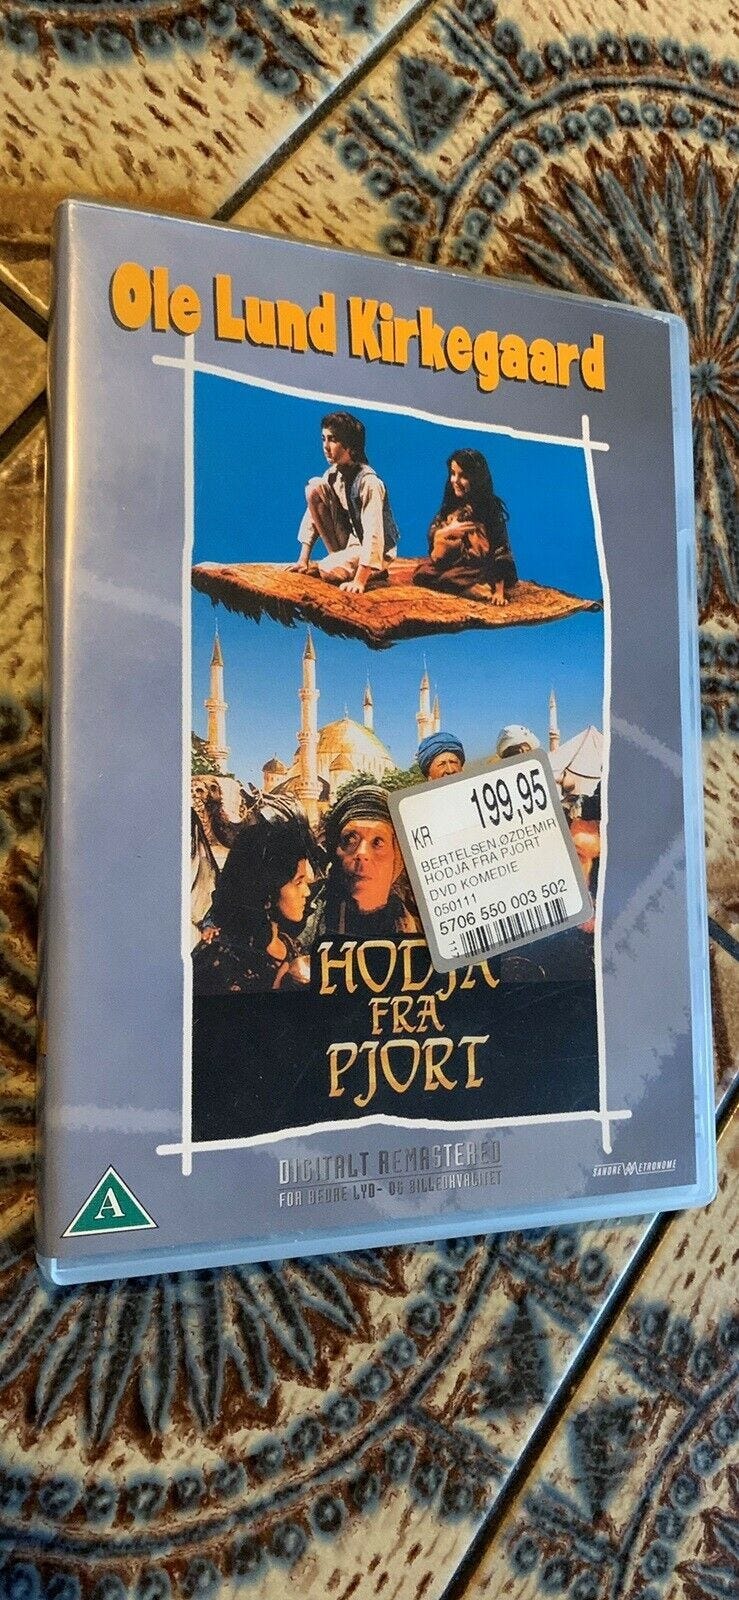 Ole Lund Kirkegaard
KR 199,95
BERTELSEN,ØZDEMIR
HODJA FRA PJORT
DVD KOMEDIE
050111
5706 550 003 502
HODJA
FRA
PJORT
DIGITALT REMASTERED
FOR BEDRE LYD- OG BILLEDKVALITET
SANDRE METRONOME
A